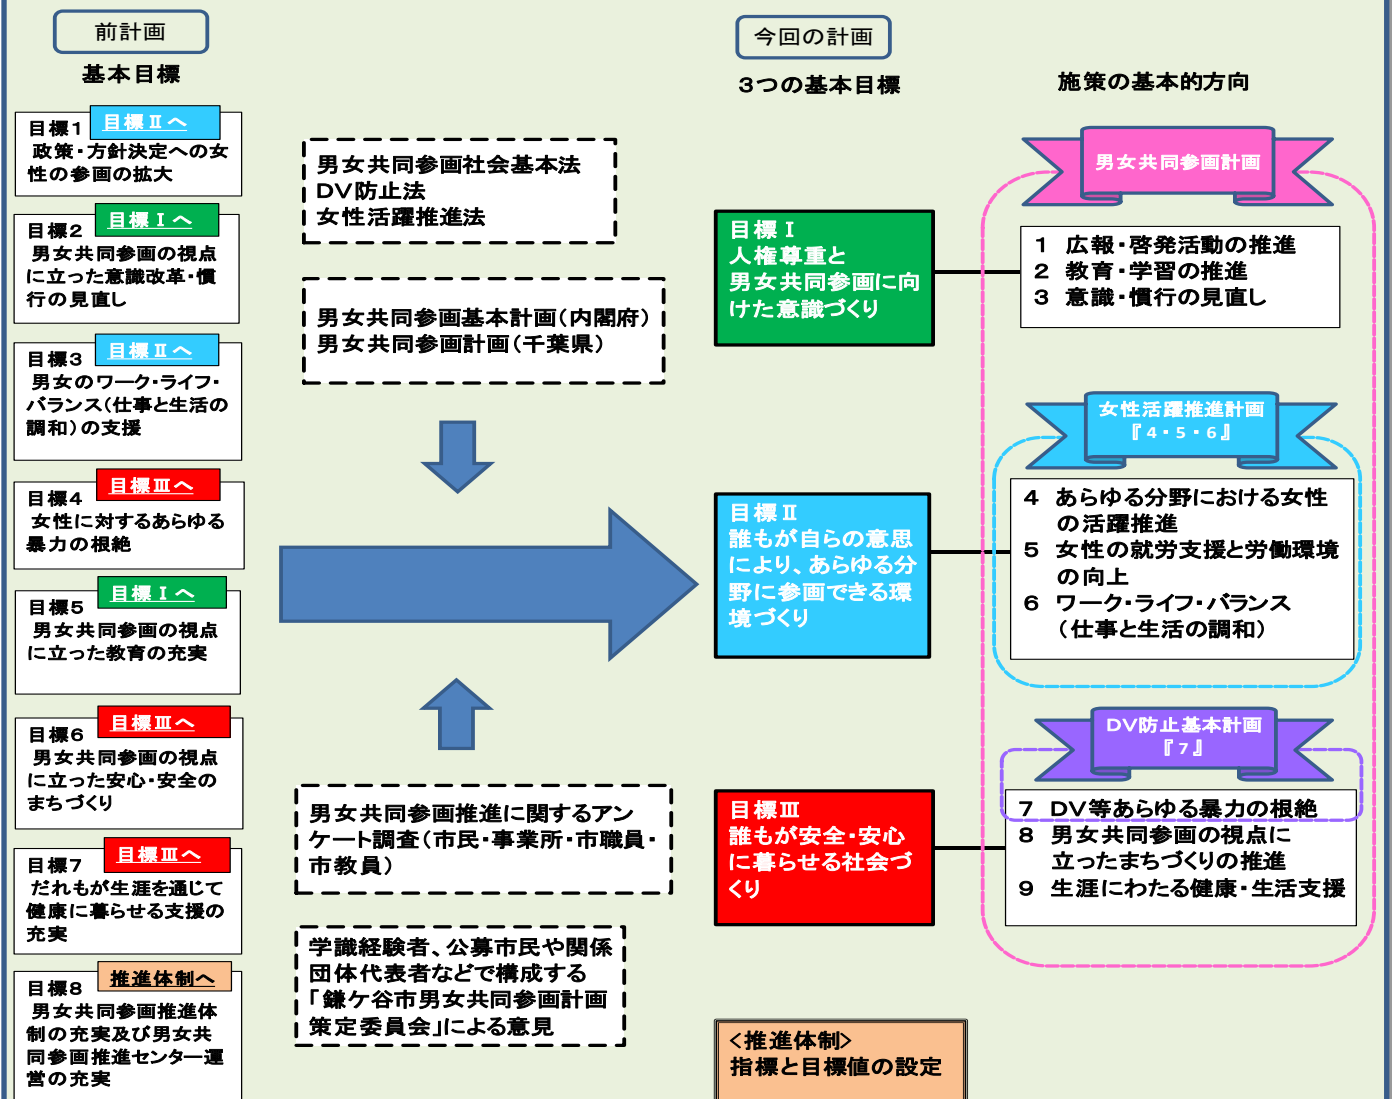 前計画
基本目標
目標1
目標Ⅱへ
政策・方針決定への女
性の参画の拡大
目標2
目標Ⅰへ
男女共同参画の視点
に立った意識改革・慣
行の見直し
目標3
目標Ⅱへ
男女のワーク・ライフ・
バランス(仕事と生活の
調和)の支援
目標4
目標Ⅲへ
女性に対するあらゆる
暴力の根絶
目標5
目標Ⅰへ
男女共同参画の視点
に立った教育の充実
目標6
目標Ⅲへ
男女共同参画の視点
に立った安心・安全の
まちづくり
目標7
目標Ⅲへ
だれもが生涯を通じて
健康に暮らせる支援の
充実
目標8
推進体制へ
男女共同参画推進体
制の充実及び男女共
同参画推進センター運
営の充実
男女共同参画社会基本法
DV防止法
女性活躍推進法
男女共同参画基本計画(内閣府)
男女共同参画計画(千葉県)
男女共同参画推進に関するアン
ケート調査(市民・事業所・市職員・
市教員)
学識経験者、公募市民や関係
団体代表者などで構成する
「鎌ケ谷市男女共同参画計画
策定委員会」による意見
今回の計画
3つの基本目標
目標Ⅰ
人権尊重と
男女共同参画に向
けた意識づくり
目標Ⅱ
誰もが自らの意思
により、あらゆる分
野に参画できる環
境づくり
目標Ⅲ
誰もが安全・安心
に暮らせる社会づ
くり
<推進体制>
指標と目標値の設定
施策の基本的方向
男女共同参画計画
1 広報・啓発活動の推進
2 教育・学習の推進
3 意識・慣行の見直し
女性活躍推進計画
『4・5・6』
4 あらゆる分野における女性
の活躍推進
5 女性の就労支援と労働環境
の向上
6 ワーク・ライフ・バランス
(仕事と生活の調和)
DV防止基本計画
『7』
7 DV等あらゆる暴力の根絶
8 男女共同参画の視点に
立ったまちづくりの推進
9 生涯にわたる健康・生活支援